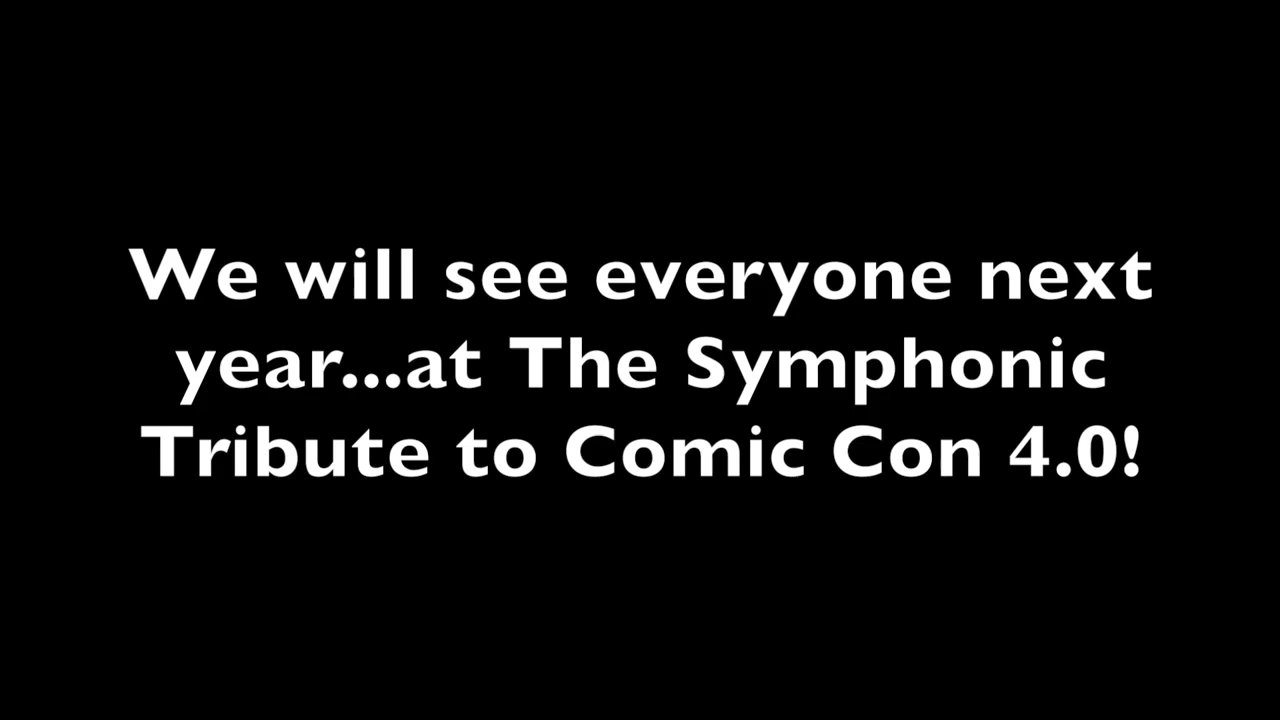 We will see everyone next
year...at The Symphonic
Tribute to Comic Con 4.0!